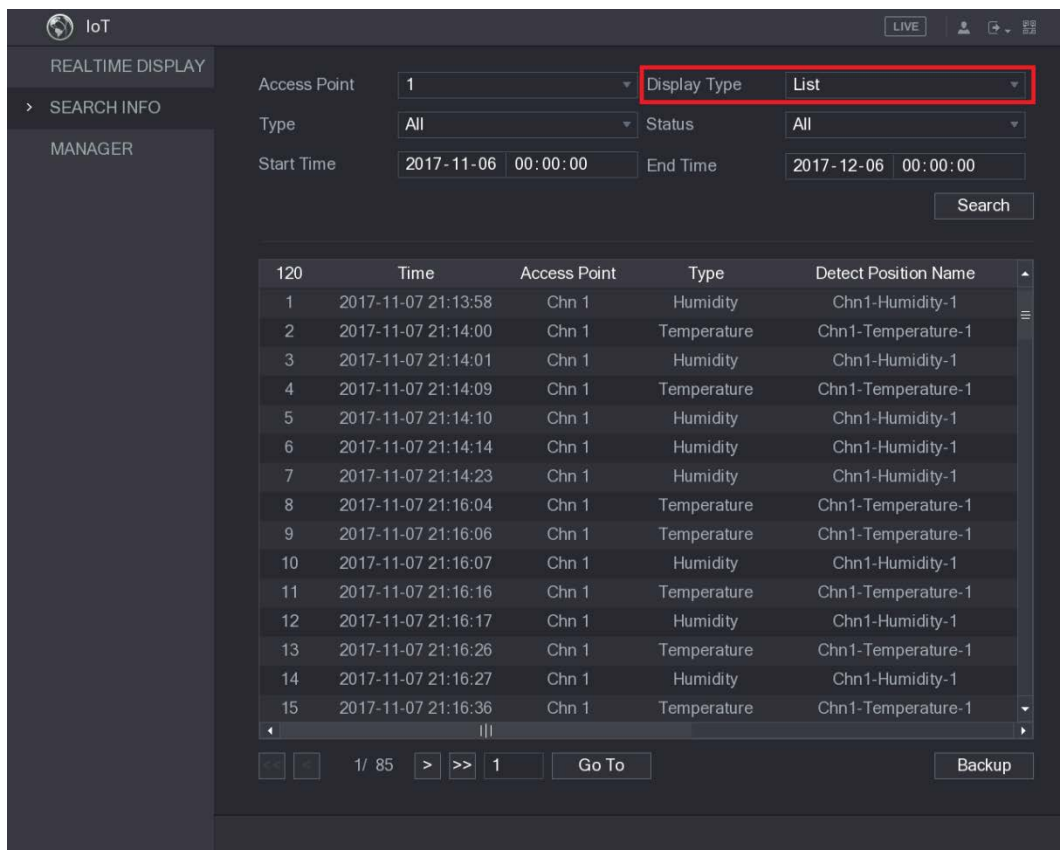 IoT LIVE
REALTIME DISPLAY
SEARCH INFO
MANAGER
Access Point 1 Display Type List
Type All Status All
Start Time 2017-11-06 00:00:00 End Time 2017-12-06 00:00:00
Search
120 Time Access Point Type Detect Position Name
1 2017-11-07 21:13:58 Chn 1 Humidity Chn1-Humidity-1
2 2017-11-07 21:14:00 Chn 1 Temperature Chn1-Temperature-1
3 2017-11-07 21:14:01 Chn 1 Humidity Chn1-Humidity-1
4 2017-11-07 21:14:09 Chn 1 Temperature Chn1-Temperature-1
5 2017-11-07 21:14:10 Chn 1 Humidity Chn1-Humidity-1
6 2017-11-07 21:14:14 Chn 1 Humidity Chn1-Humidity-1
7 2017-11-07 21:14:23 Chn 1 Humidity Chn1-Humidity-1
8 2017-11-07 21:16:04 Chn 1 Temperature Chn1-Temperature-1
9 2017-11-07 21:16:06 Chn 1 Temperature Chn1-Temperature-1
10 2017-11-07 21:16:07 Chn 1 Humidity Chn1-Humidity-1
11 2017-11-07 21:16:16 Chn 1 Temperature Chn1-Temperature-1
12 2017-11-07 21:16:17 Chn 1 Humidity Chn1-Humidity-1
13 2017-11-07 21:16:26 Chn 1 Temperature Chn1-Temperature-1
14 2017-11-07 21:16:27 Chn 1 Humidity Chn1-Humidity-1
15 2017-11-07 21:16:36 Chn 1 Temperature Chn1-Temperature-1
<< < 1/ 85 > >> 1 Go To Backup